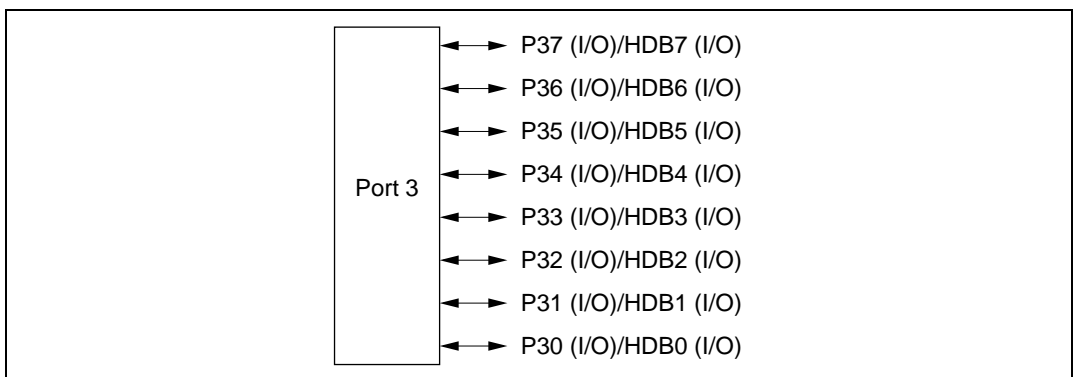 P37 (I/O)/HDB7 (I/O)
P36 (I/O)/HDB6 (I/O)
P35 (I/O)/HDB5 (I/O)
P34 (I/O)/HDB4 (I/O)
Port 3
P33 (I/O)/HDB3 (I/O)
P32 (I/O)/HDB2 (I/O)
P31 (I/O)/HDB1 (I/O)
P30 (I/O)/HDB0 (I/O)